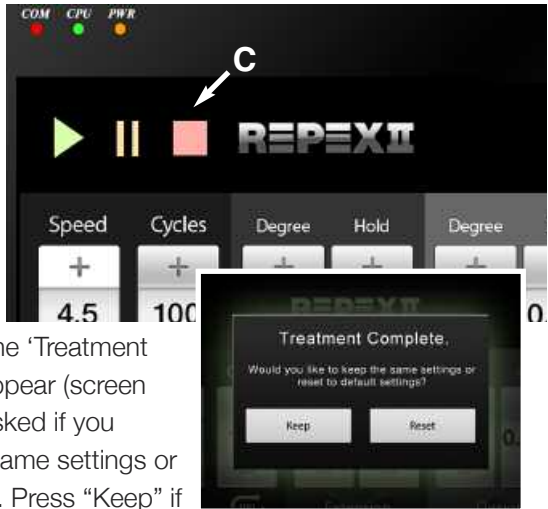 COM CPU PWR
C
REPEX II
Speed Cycles Degree Hold Degree
+ + + +
4.5 100 0.
REPEX II
Treatment Complete.
Would you like to keep the same settings or
reset to default settings?
Keep Reset
ne ‘Treatment
ppear (screen
sked if you
ame settings or
. Press “Keep” if